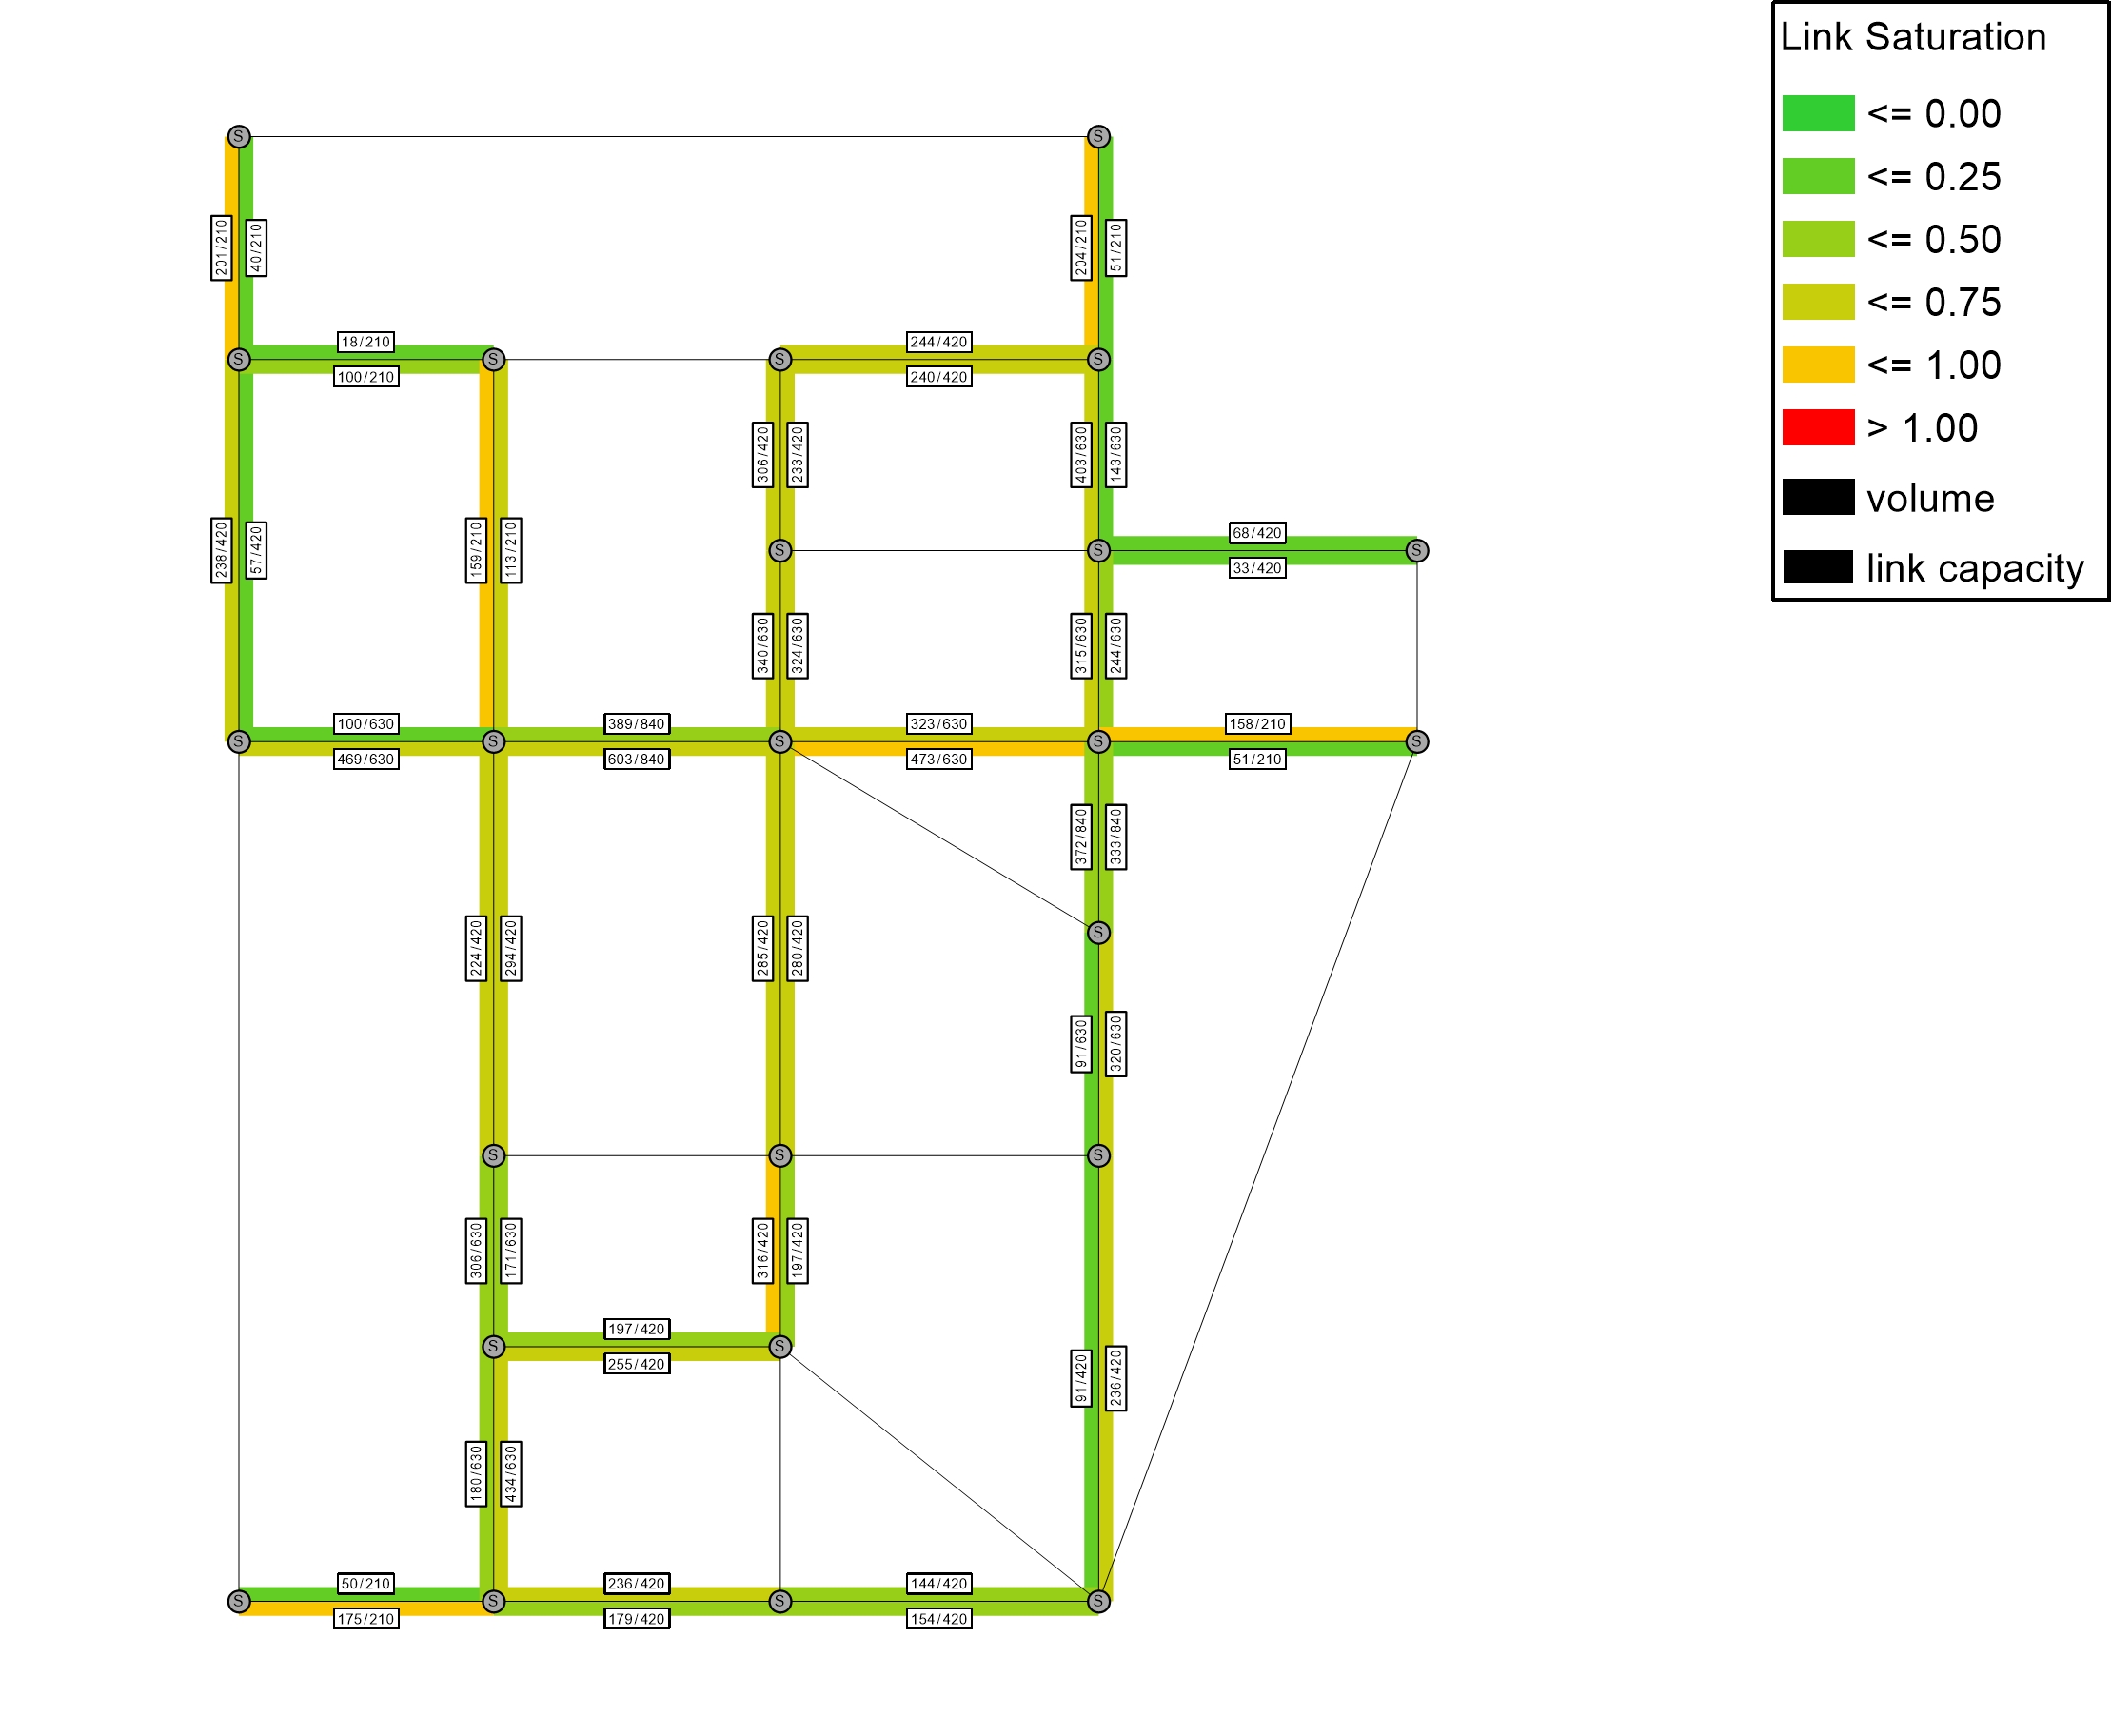 Link Saturation
<= 0.00
<= 0.25
<= 0.50
<= 0.75
<= 1.00
> 1.00
volume
link capacity
S
S
201/210
40/210
204/210
51/210
18/210
244/420
S
S
S
S
100/210
240/420
306/420
233/420
403/630
143/630
238/420
57/420
159/210
113/210
68/420
S
S
S
33/420
340/630
324/630
315/630
244/630
100/630
389/840
323/630
158/210
S
S
S
S
S
469/630
603/840
473/630
51/210
372/840
333/840
S
224/420
294/420
285/420
280/420
91/630
320/630
S
S
S
306/630
171/630
316/420
197/420
197/420
S
S
255/420
91/420
236/420
180/630
434/630
50/210
236/420
144/420
S
S
S
S
175/210
179/420
154/420